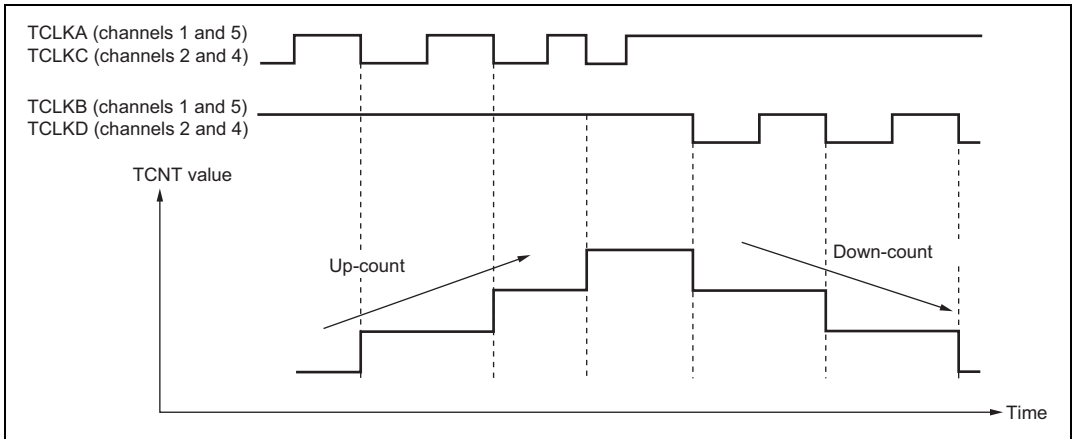 TCLKA (channels 1 and 5)
TCLKC (channels 2 and 4)
TCLKB (channels 1 and 5)
TCLKD (channels 2 and 4)
TCNT value
Up-count
Down-count
Time